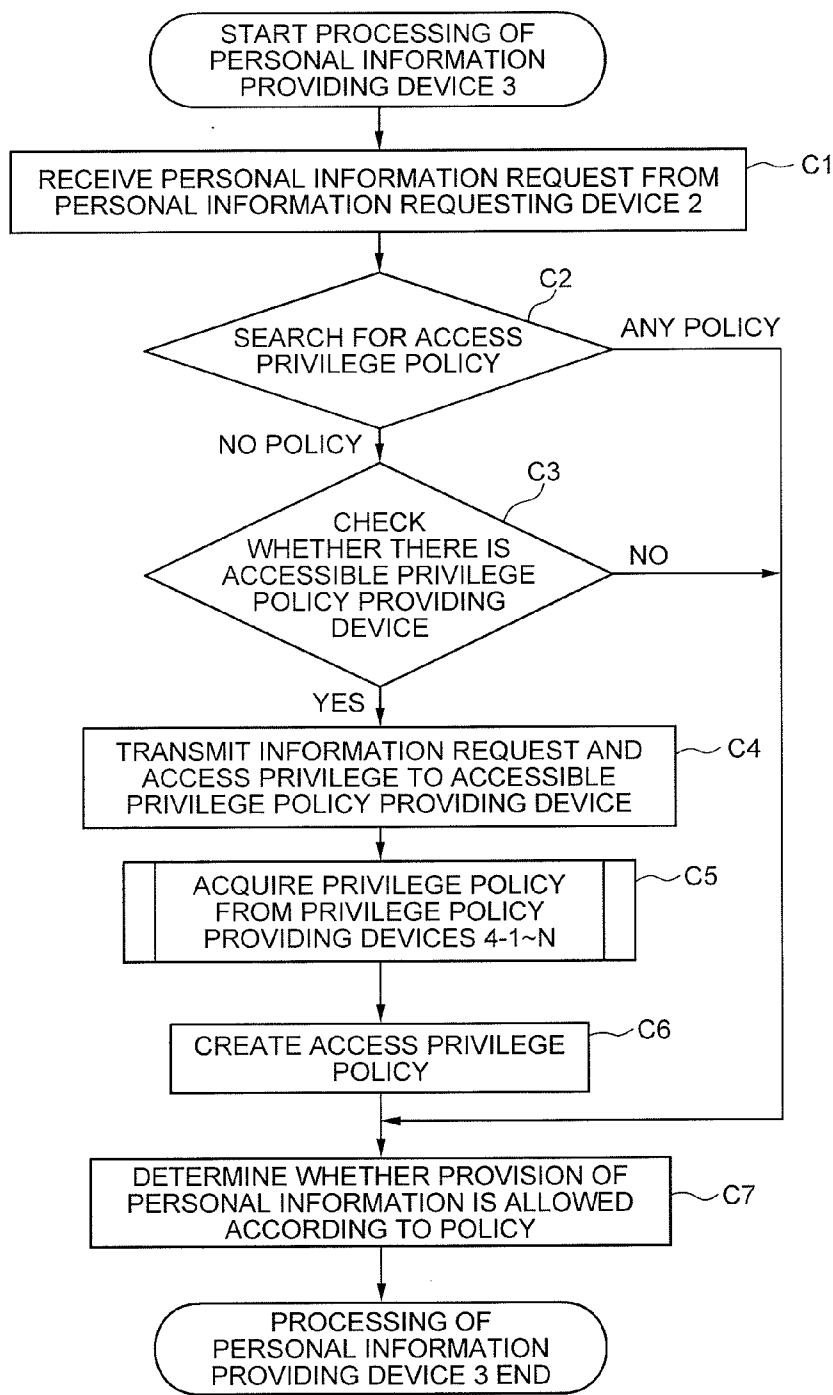 START PROCESSING OF
PERSONAL INFORMATION
PROVIDING DEVICE 3
C1
RECEIVE PERSONAL INFORMATION REQUEST FROM
PERSONAL INFORMATION REQUESTING DEVICE 2
C2
SEARCH FOR ACCESS
PRIVILEGE POLICY
ANY POLICY
NO POLICY
C3
CHECK
WHETHER THERE IS
ACCESSIBLE PRIVILEGE
POLICY PROVIDING
DEVICE
NO
YES
TRANSMIT INFORMATION REQUEST AND
ACCESS PRIVILEGE TO ACCESSIBLE
PRIVILEGE POLICY PROVIDING DEVICE
C4
ACQUIRE PRIVILEGE POLICY
FROM PRIVILEGE POLICY
PROVIDING DEVICES 4-1~N
C5
CREATE ACCESS PRIVILEGE
POLICY
C6
DETERMINE WHETHER PROVISION OF
PERSONAL INFORMATION IS ALLOWED
ACCORDING TO POLICY
C7
PROCESSING OF
PERSONAL INFORMATION
PROVIDING DEVICE 3 END